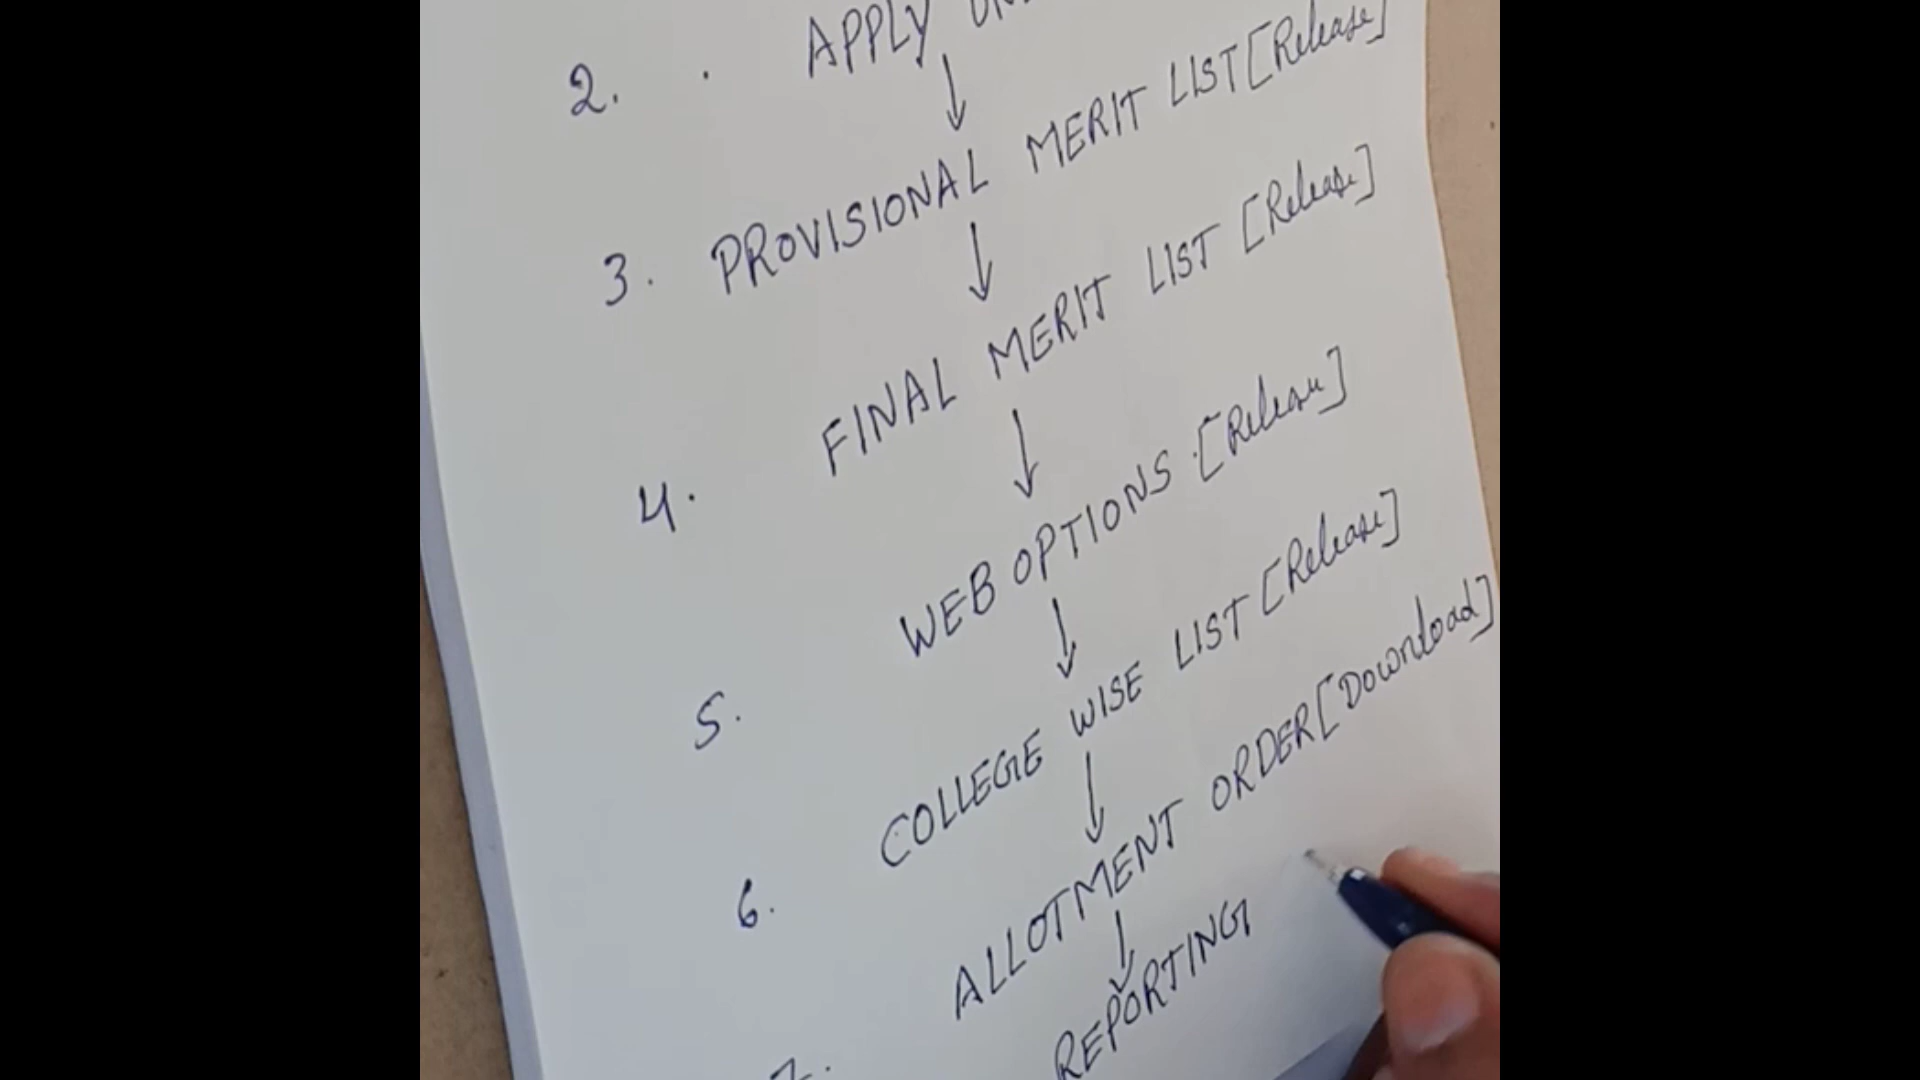 2. . APPLY
↓
3. PROVISIONAL MERIT LIST [Release]
↓
4. FINAL MERIT LIST [Release]
↓
5. WEB OPTIONS . [Release]
↓
6. COLLEGE WISE LIST [Release]
↓
7. ALLOTMENT ORDER [Download]
↓
REPORTING